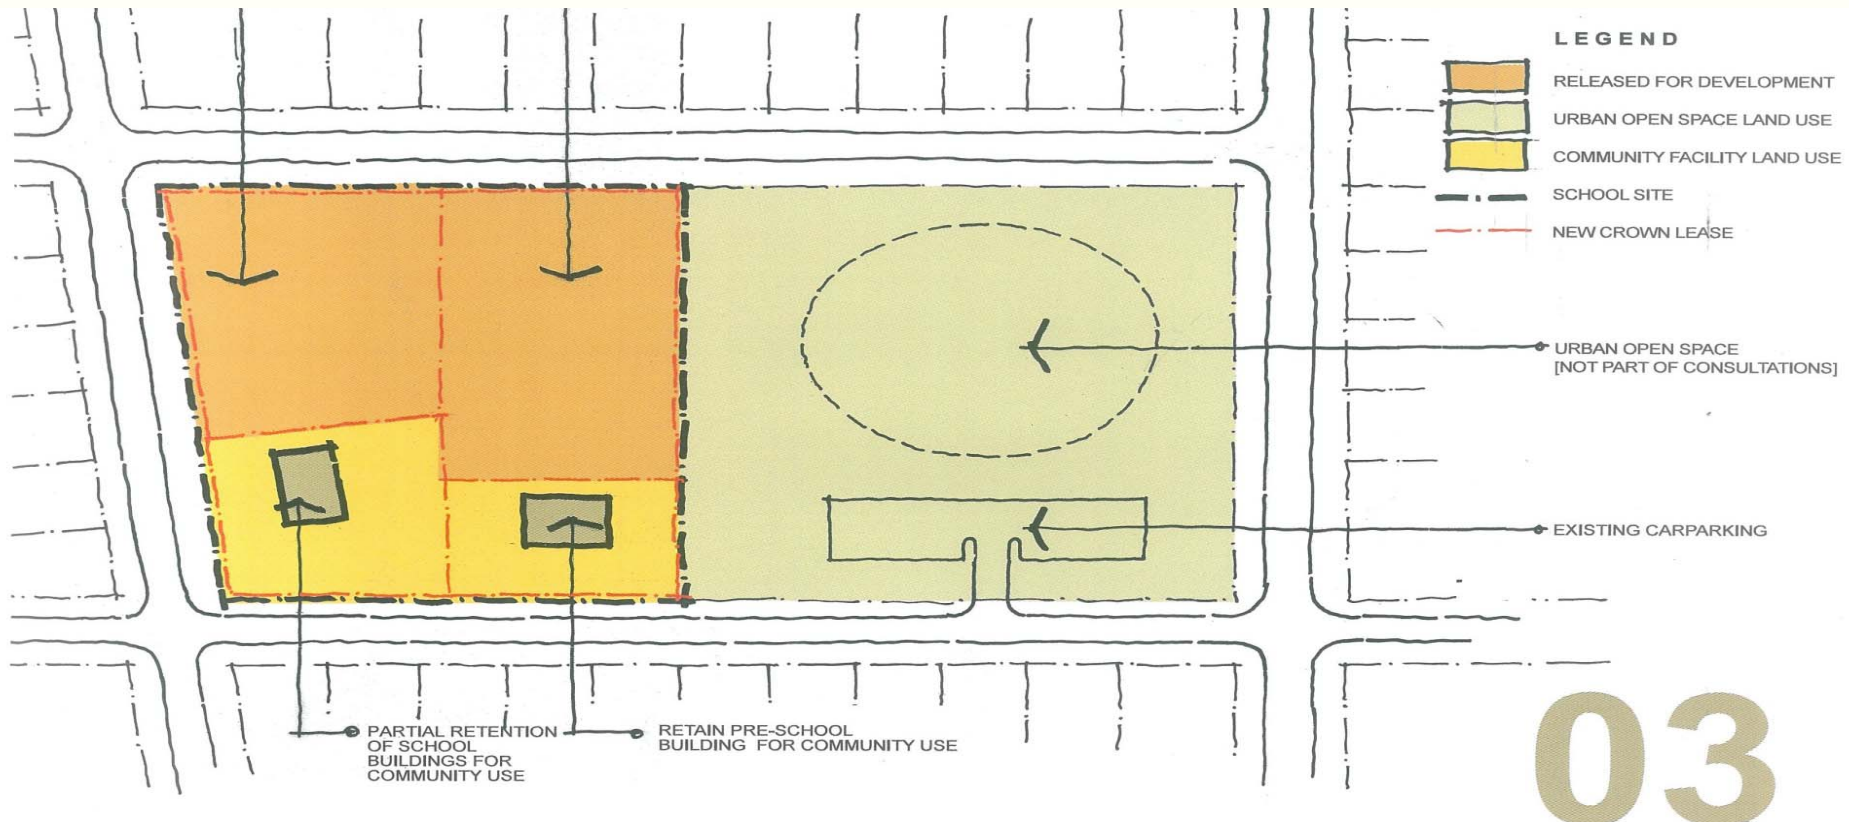 LEGEND
RELEASED FOR DEVELOPMENT
URBAN OPEN SPACE LAND USE
COMMUNITY FACILITY LAND USE
SCHOOL SITE
NEW CROWN LEASE
URBAN OPEN SPACE
[NOT PART OF CONSULTATIONS]
EXISTING CARPARKING
PARTIAL RETENTION
OF SCHOOL
BUILDINGS FOR
COMMUNITY USE
RETAIN PRE-SCHOOL
BUILDING FOR COMMUNITY USE
03